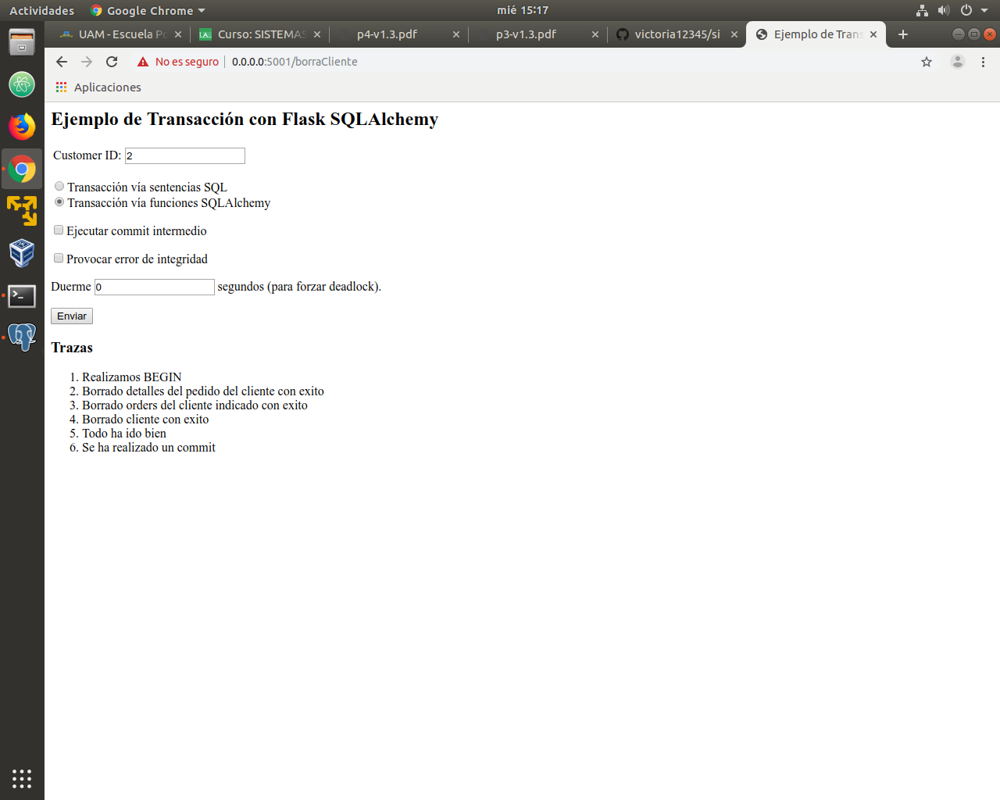 Actividades Google Chrome mié 15:17
UAM - Escuela Po Curso: SISTEMAS p4-v1.3.pdf p3-v1.3.pdf victoria12345/si Ejemplo de Trans
No es seguro 0.0.0.0:5001/borraCliente
Aplicaciones
Ejemplo de Transacción con Flask SQLAlchemy
Customer ID: 2
Transacción vía sentencias SQL
Transacción vía funciones SQLAlchemy
Ejecutar commit intermedio
Provocar error de integridad
Duerme 0 segundos (para forzar deadlock).
Enviar
Trazas
1. Realizamos BEGIN
2. Borrado detalles del pedido del cliente con exito
3. Borrado orders del cliente indicado con exito
4. Borrado cliente con exito
5. Todo ha ido bien
6. Se ha realizado un commit